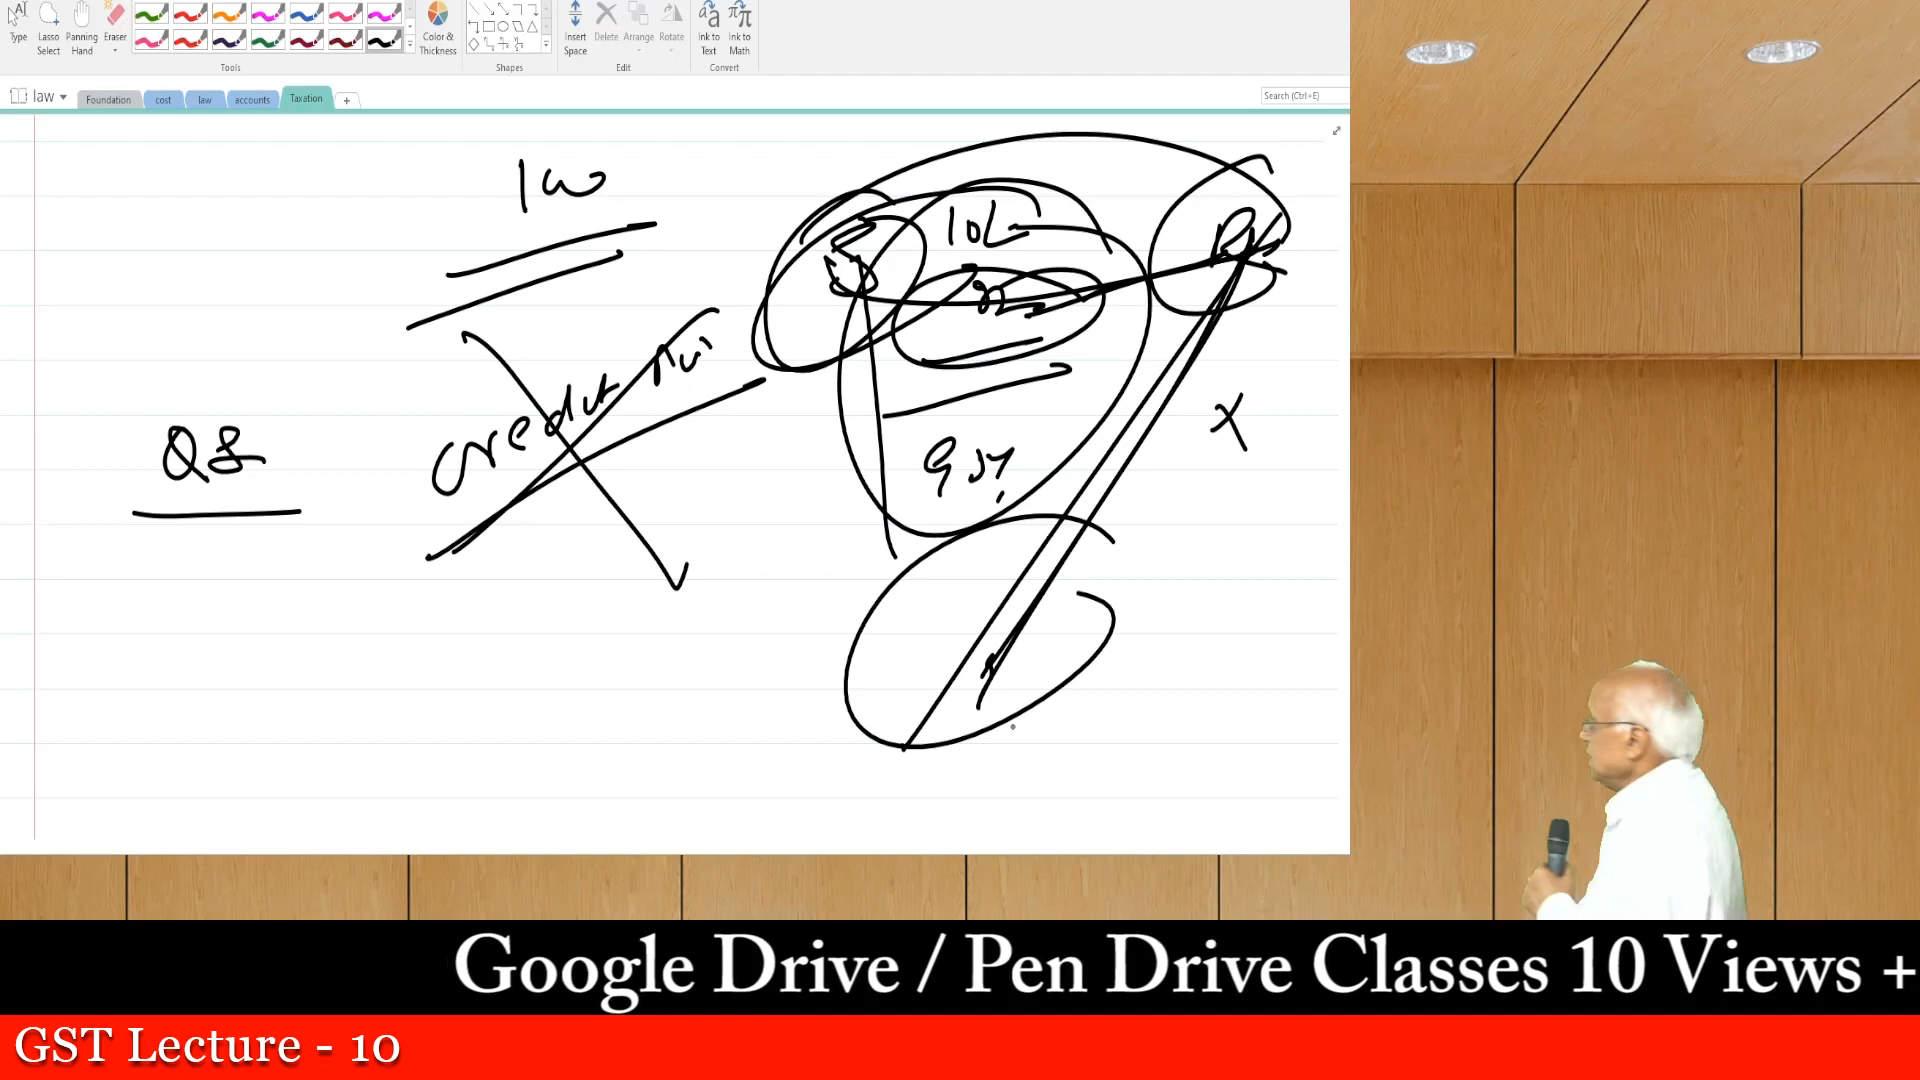 Type
Lasso Select
Panning Hand
Eraser
Color & Thickness
Insert Space
Delete
Arrange
Rotate
Ink to Text
Ink to Math
Tools
Shapes
Edit
Convert
law
Foundation
cost
law
accounts
Taxation
+
Search (Ctrl+E)
10L
X
Google Drive / Pen Drive Classes 10 Views +
GST Lecture - 10